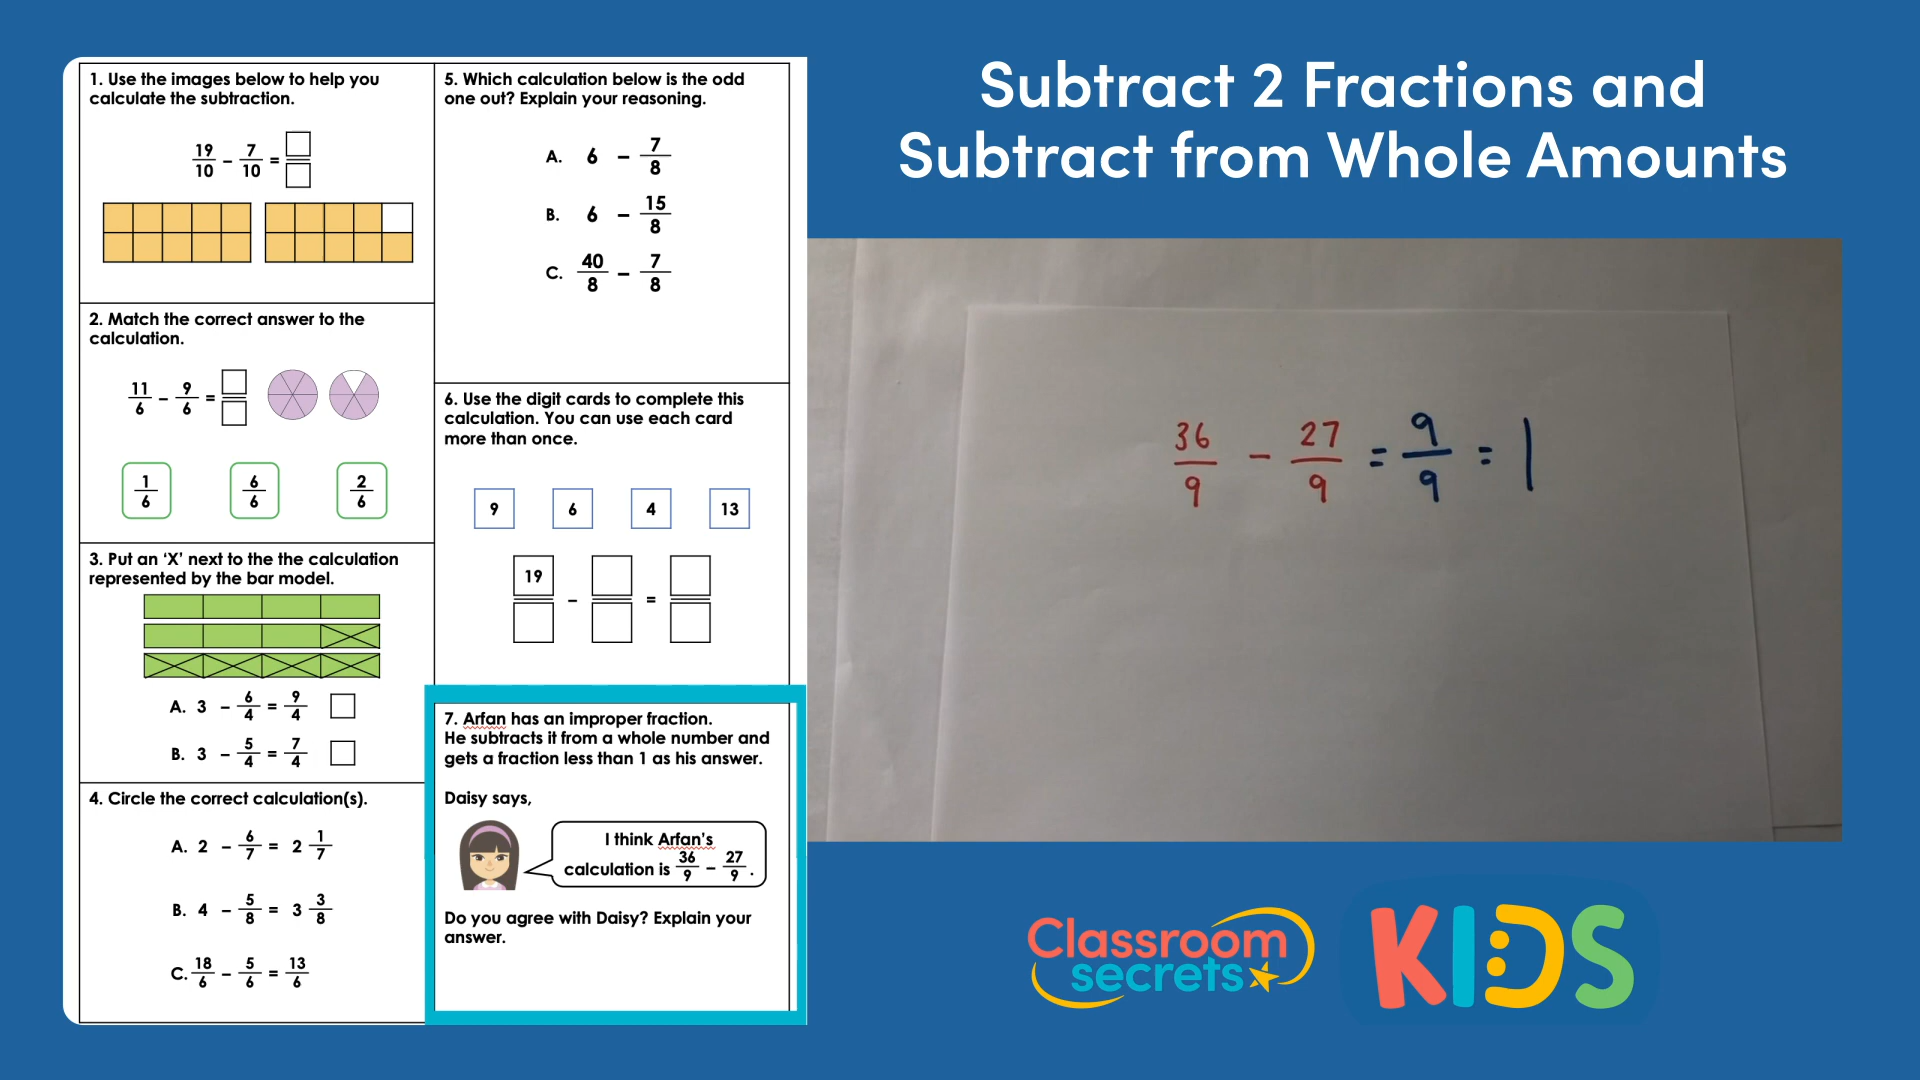 Subtract 2 Fractions and
Subtract from Whole Amounts
1. Use the images below to help you
calculate the subtraction.
19/10 - 7/10 =
2. Match the correct answer to the
calculation.
11/6 - 9/6 =
1/6 6/6 2/6
3. Put an ‘X’ next to the the calculation
represented by the bar model.
A. 3 - 6/4 = 9/4
B. 3 - 5/4 = 7/4
4. Circle the correct calculation(s).
A. 2 - 6/7 = 2 1/7
B. 4 - 5/8 = 3 3/8
C. 18/6 - 5/6 = 13/6
5. Which calculation below is the odd
one out? Explain your reasoning.
A. 6 - 7/8
B. 6 - 15/8
C. 40/8 - 7/8
6. Use the digit cards to complete this
calculation. You can use each card
more than once.
9 6 4 13
19 - =
7. Arfan has an improper fraction.
He subtracts it from a whole number and
gets a fraction less than 1 as his answer.
Daisy says,
I think Arfan’s
calculation is 36/9 - 27/9.
Do you agree with Daisy? Explain your
answer.
36/9 - 27/9 = 9/9 = 1
Classroom
secrets
KIDS